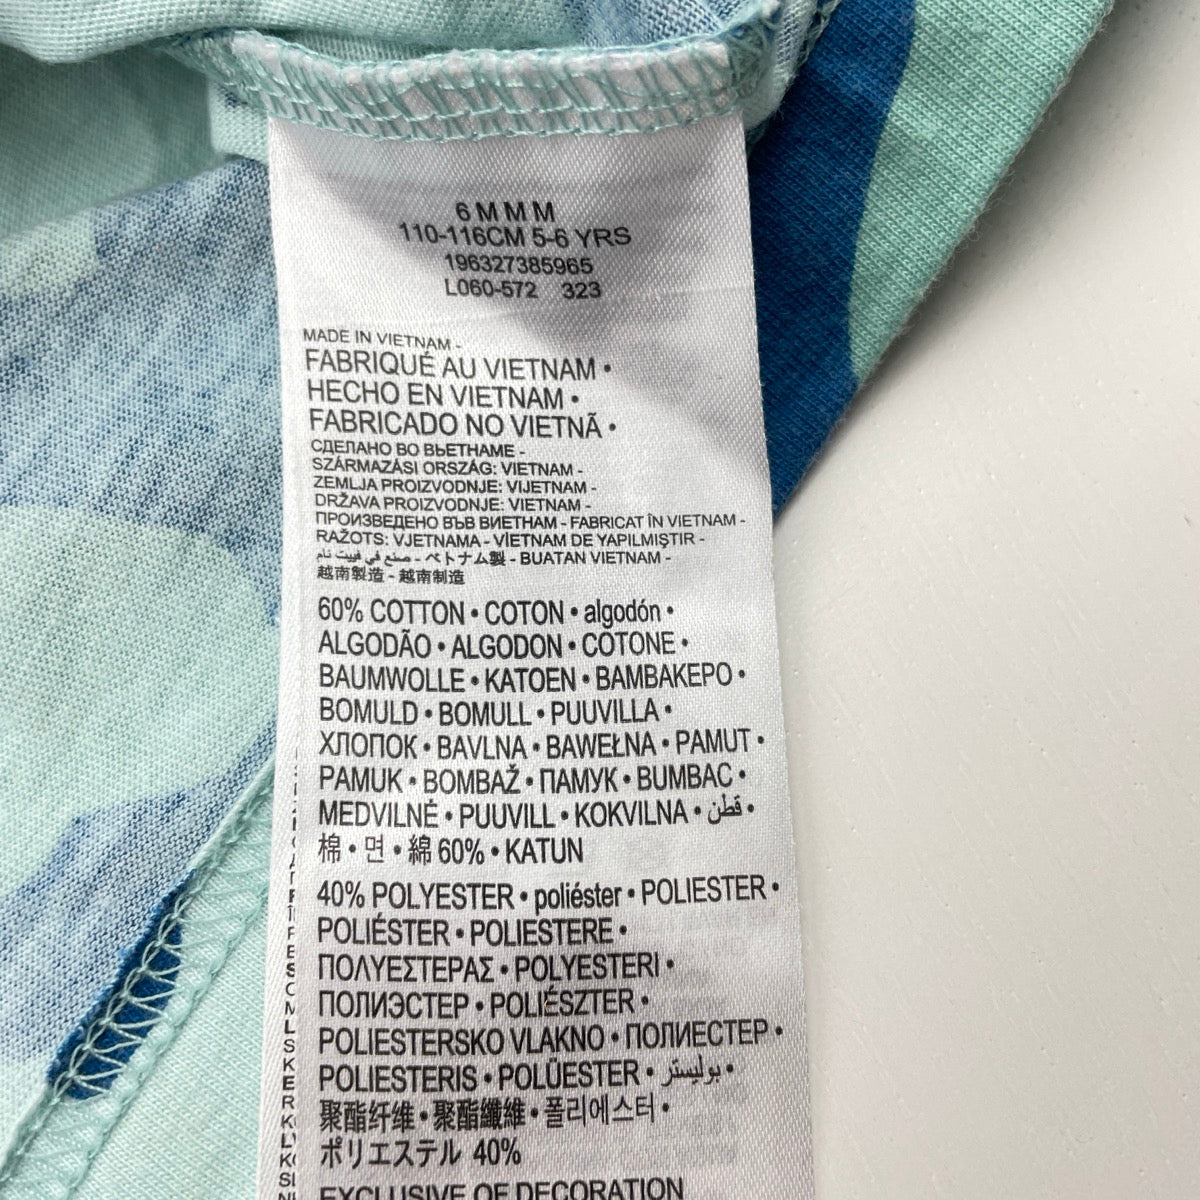 6 M M M
110-116CM 5-6 YRS
196327385965
L060-572 323
MADE IN VIETNAM -
FABRIQUÉ AU VIETNAM •
HECHO EN VIETNAM •
FABRICADO NO VIETNÃ •
СДЕЛАНО ВО ВЬЕТНАМЕ -
SZÁRMAZÁSI ORSZÁG: VIETNAM -
ZEMLJA PROIZVODNJE: VIJETNAM -
DRŽAVA PROIZVODNJE: VIETNAM -
ПРОИЗВЕДЕНО ВЪВ ВИЕТНАМ - FABRICAT ÎN VIETNAM -
RAŽOTS: VJETNAMA - VİETNAM DE YAPILMIŞTIR -
صنع في فييت نام - ベトナム製 - BUATAN VIETNAM -
越南製造 - 越南制造
60% COTTON • COTON • algodón •
ALGODÃO • ALGODON • COTONE •
BAUMWOLLE • KATOEN • ΒΑΜΒΑΚΕΡΟ •
BOMULD • BOMULL • PUUVILLA •
ХЛОПОК • BAVLNA • BAWEŁNA • PAMUT •
PAMUK • BOMBAŽ • ПАМУК • BUMBAC •
MEDVILNÉ • PUUVILL • KOKVILNA • قطن •
棉 • 면 • 綿 60% • KATUN
40% POLYESTER • poliéster • POLIESTER •
POLIÉSTER • POLIESTERE •
ΠΟΛΥΕΣΤΕΡΑΣ • POLYESTERI •
ПОЛИЭСТЕР • POLIÉSZTER •
POLIESTERSKO VLAKNO • ПОЛИЕСТЕР •
POLIESTERIS • POLÜESTER • بوليستر •
聚酯纤维 • 聚酯纖維 • 폴리에스터 •
ポリエステル 40%
EXCLUSIVE OF DECORATION